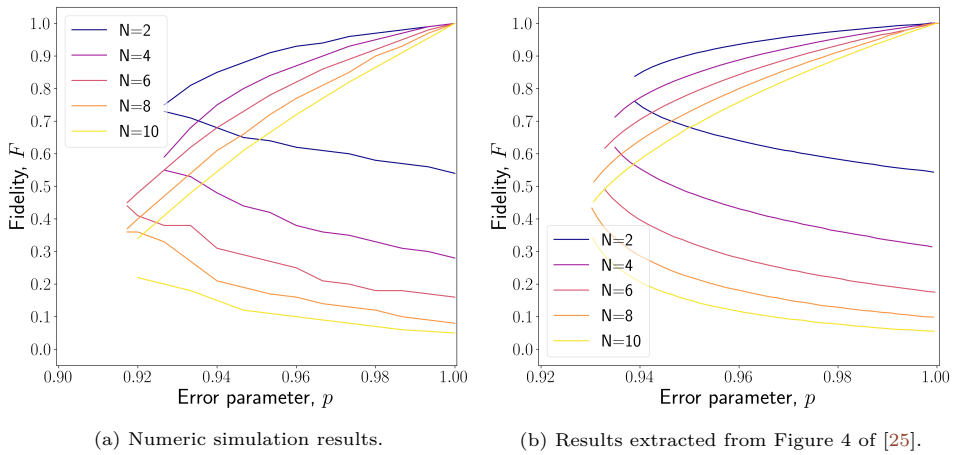 1.0
0.9
0.8
0.7
0.6
0.5
0.4
0.3
0.2
0.1
0.0
Fidelity, F
N=2
N=4
N=6
N=8
N=10
0.90 0.92 0.94 0.96 0.98 1.00
Error parameter, p
(a) Numeric simulation results.
1.0
0.9
0.8
0.7
0.6
0.5
0.4
0.3
0.2
0.1
0.0
Fidelity, F
N=2
N=4
N=6
N=8
N=10
0.92 0.94 0.96 0.98 1.00
Error parameter, p
(b) Results extracted from Figure 4 of [25].